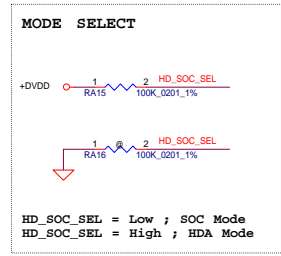 MODE SELECT
+DVDD 1 2 HD_SOC_SEL
RA15 100K_0201_1%
1 @ 2 HD_SOC_SEL
RA16 100K_0201_1%
HD_SOC_SEL = Low ; SOC Mode
HD_SOC_SEL = High ; HDA Mode